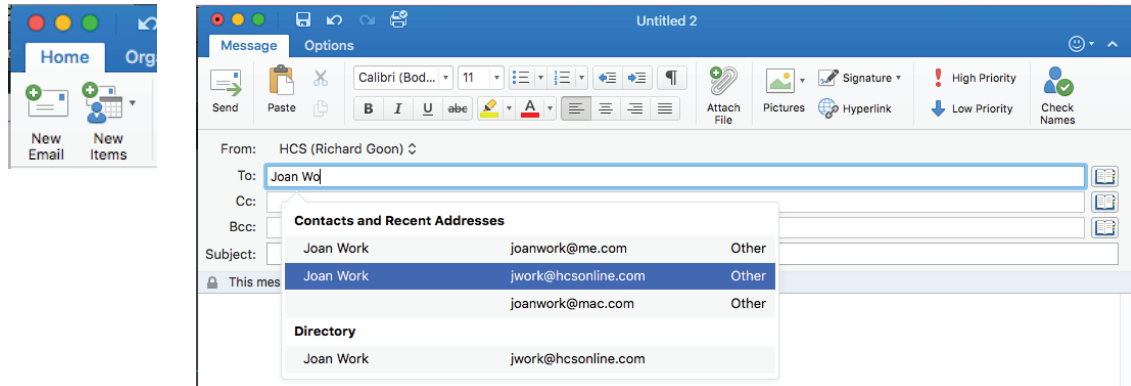 Home Orga
New Email
New Items
Untitled 2
Message Options
Calibri (Bod... 11
Signature High Priority
Send Paste B I U abc A Attach File Pictures Hyperlink Low Priority Check Names
From: HCS (Richard Goon)
To: Joan Wo
Cc:
Bcc:
Subject:
This mes
Contacts and Recent Addresses
Joan Work joanwork@me.com Other
Joan Work jwork@hcsonline.com Other
joanwork@mac.com Other
Directory
Joan Work jwork@hcsonline.com